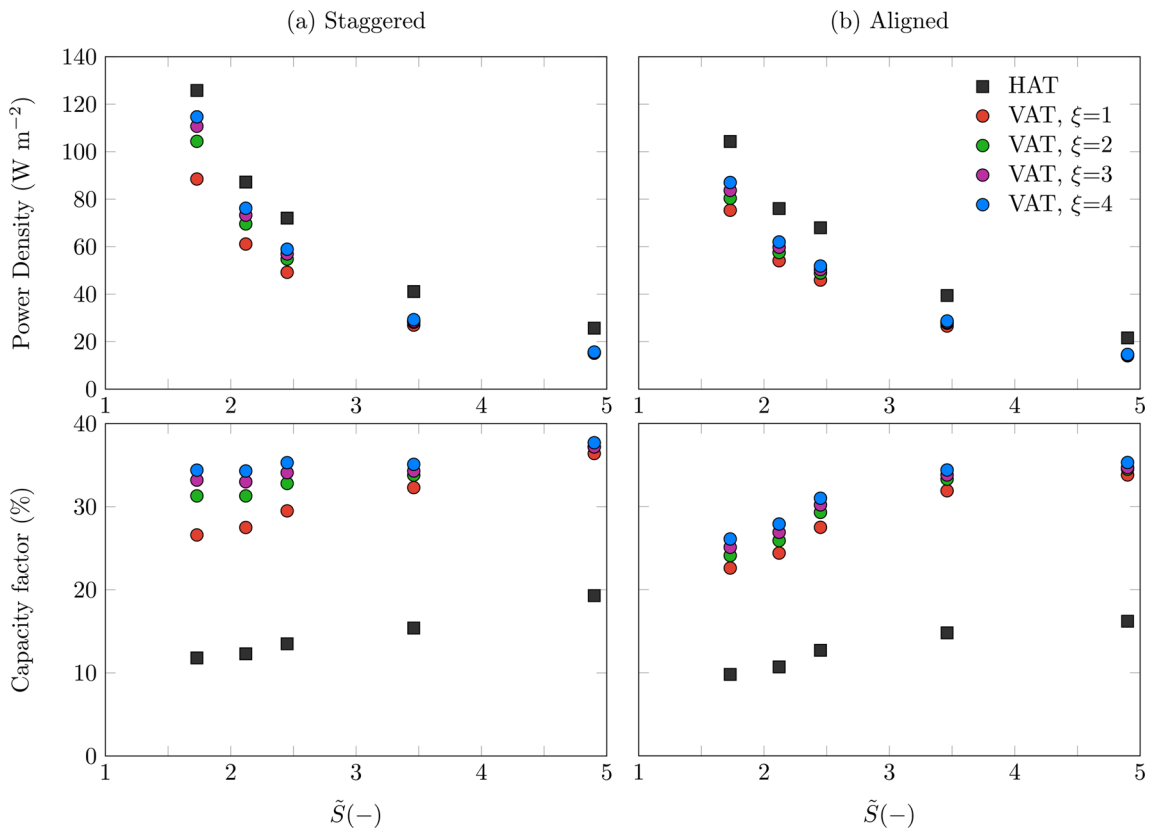 (a) Staggered
(b) Aligned
140
120
100
80
60
40
20
0
Power Density (W m⁻²)
1 2 3 4 5
1 2 3 4 5
HAT
VAT, ξ=1
VAT, ξ=2
VAT, ξ=3
VAT, ξ=4
40
30
20
10
0
Capacity factor (%)
1 2 3 4 5
1 2 3 4 5
S̃(−)
S̃(−)